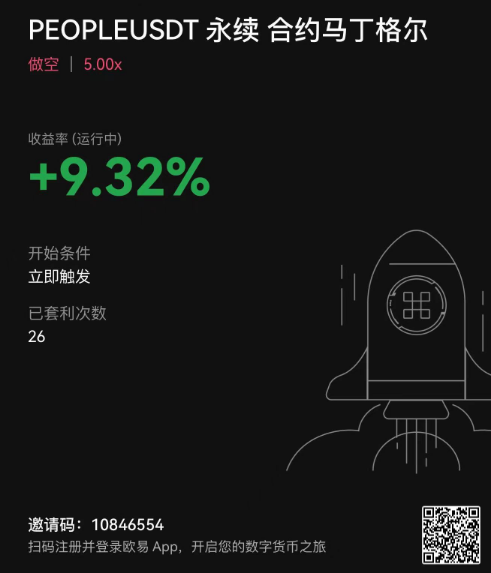 PEOPLEUSDT 永续 合约马丁格尔
做空 | 5.00x
收益率 (运行中)
+9.32%
开始条件
立即触发
已套利次数
26
邀请码：10846554
扫码注册并登录欧易 App，开启您的数字货币之旅